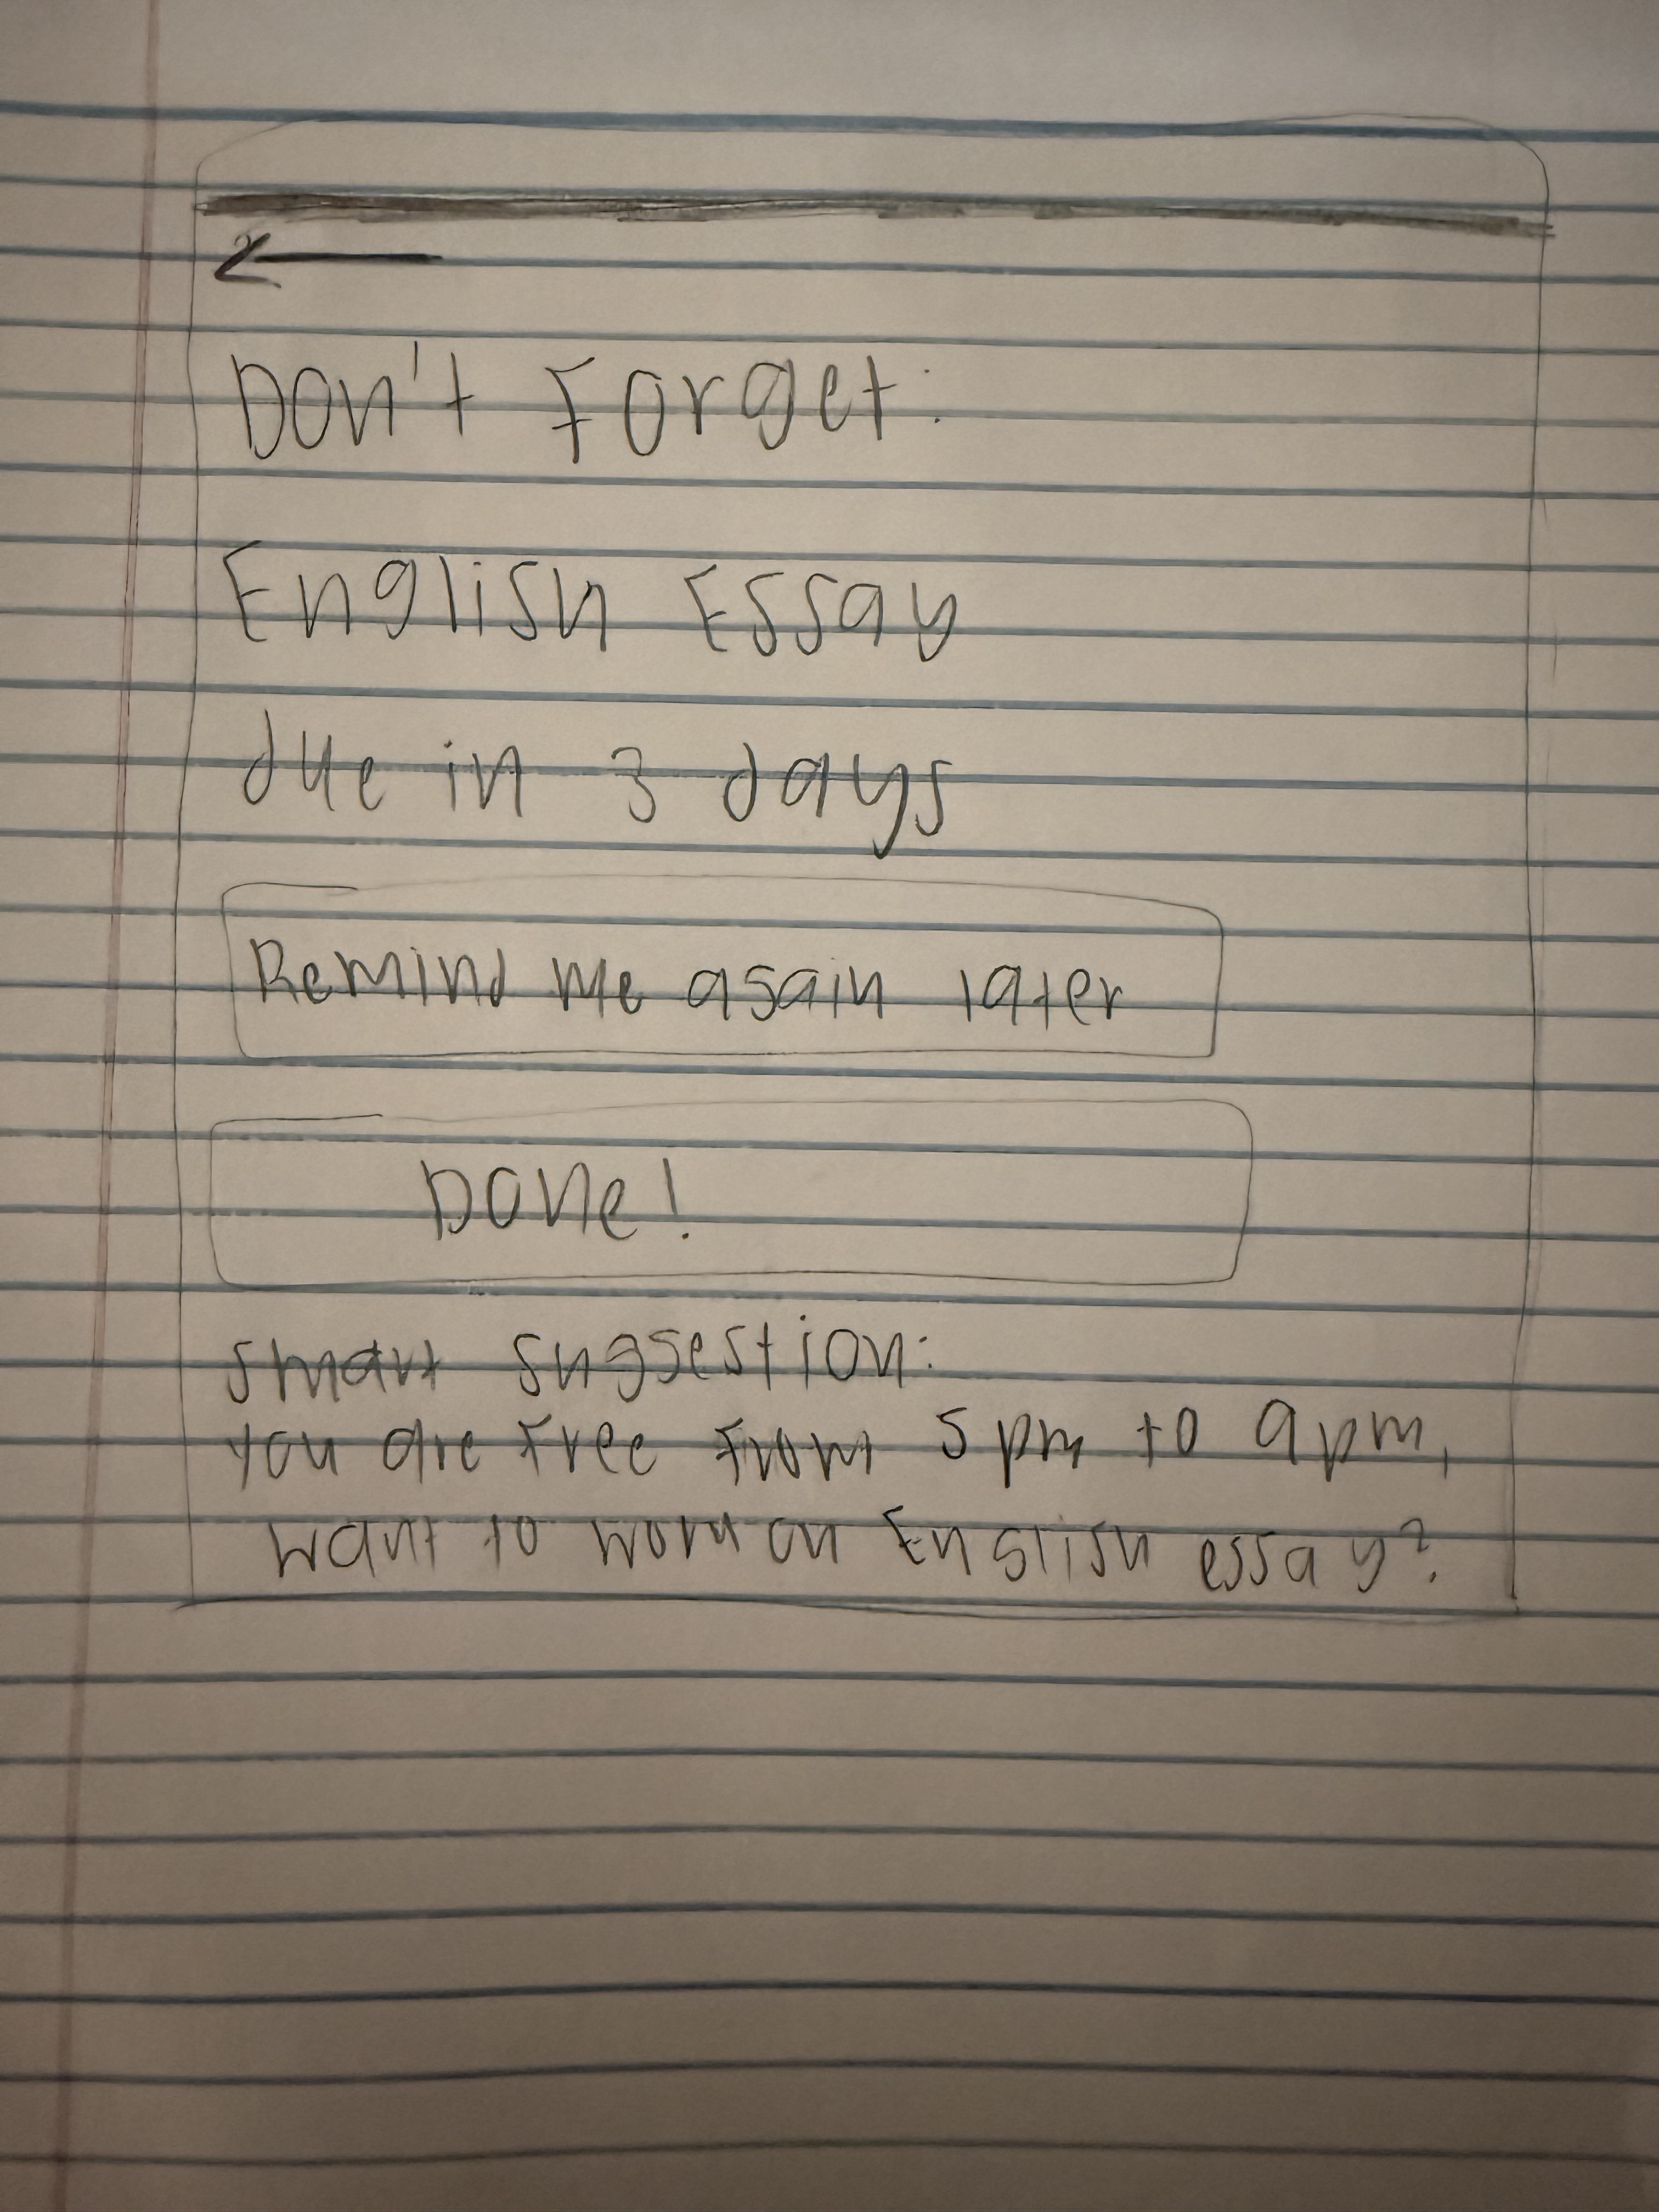 Don't Forget:
English Essay
due in 3 days
Remind me again later
Done!
Smart Suggestion:
You are free from 5pm to 9pm,
want to work on English essay?